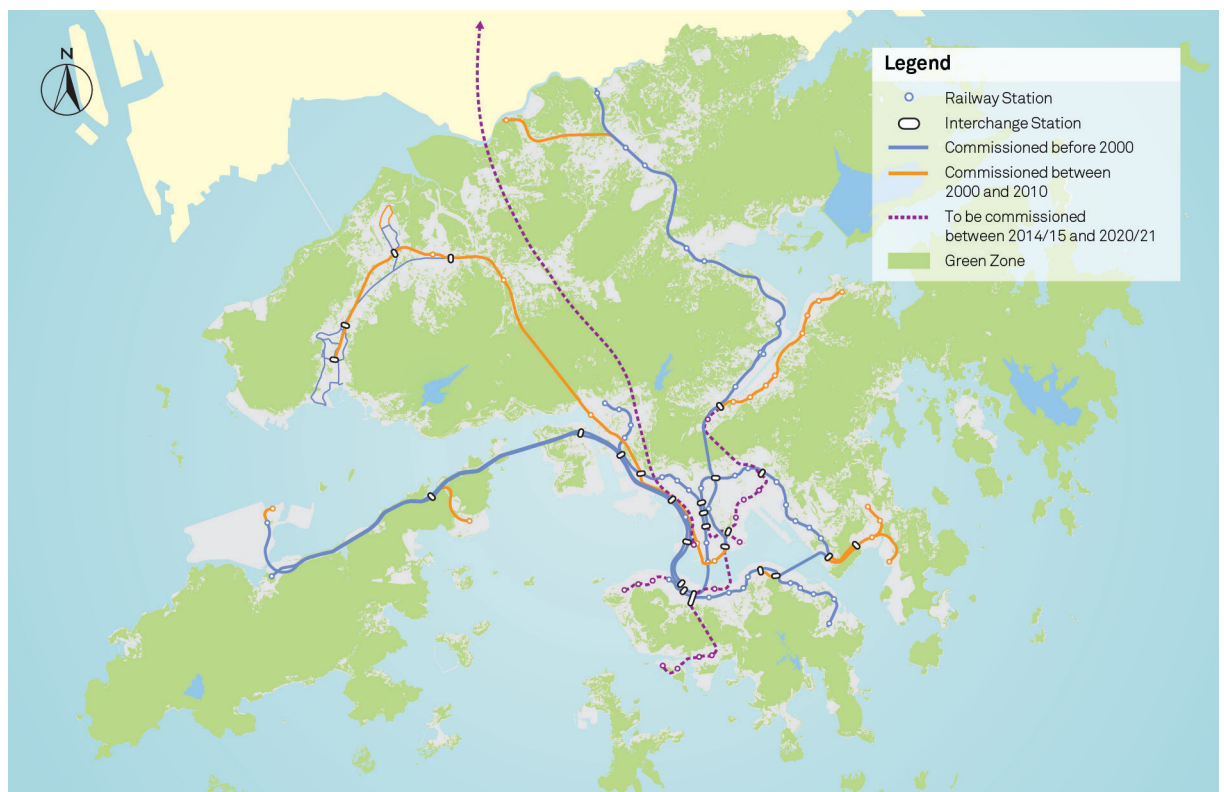 N
Legend
Railway Station
Interchange Station
Commissioned before 2000
Commissioned between
2000 and 2010
To be commissioned
between 2014/15 and 2020/21
Green Zone